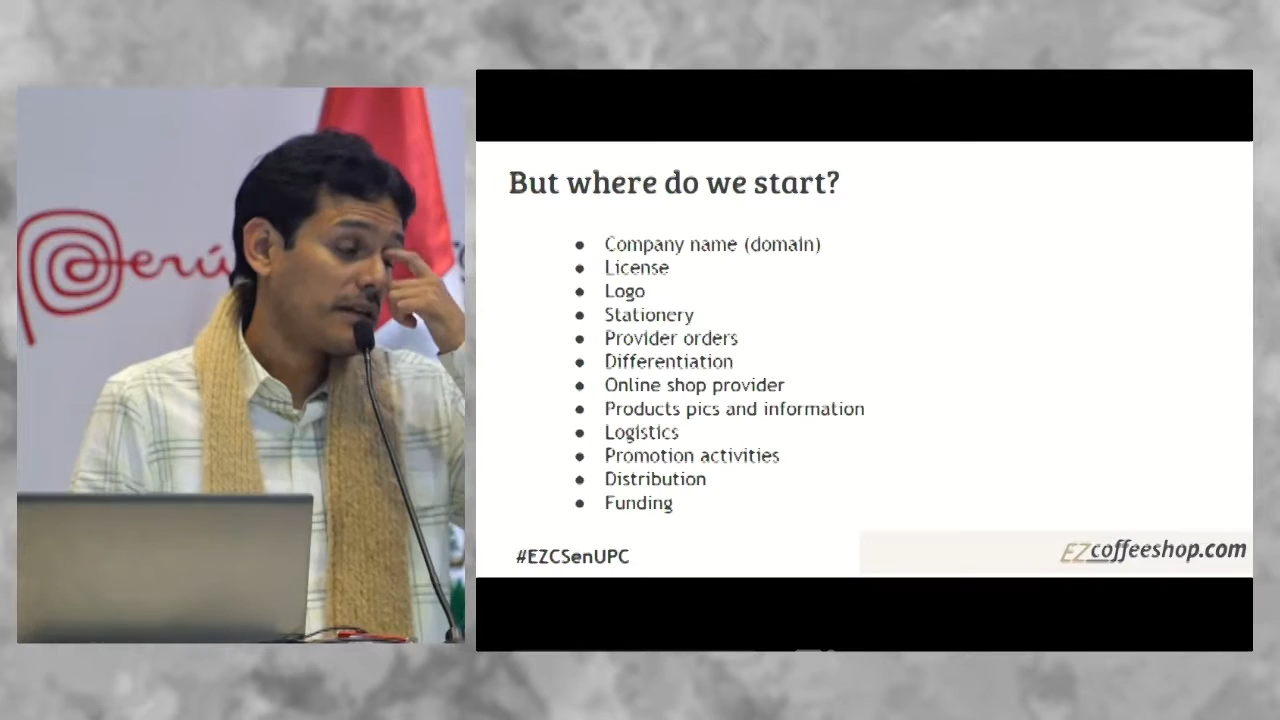 Perú
But where do we start?
● Company name (domain)
● License
● Logo
● Stationery
● Provider orders
● Differentiation
● Online shop provider
● Products pics and information
● Logistics
● Promotion activities
● Distribution
● Funding
#EZCSenUPC
EZcoffeeshop.com